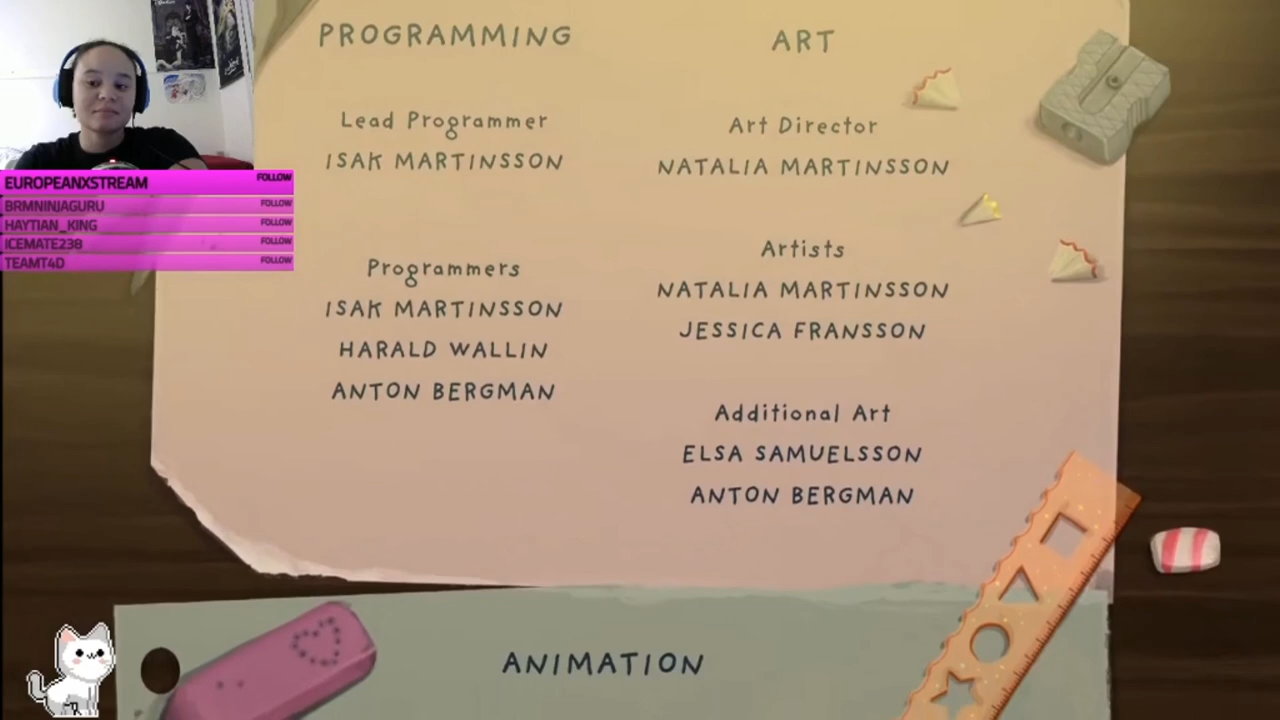 PROGRAMMING
Lead Programmer
ISAK MARTINSSON
Programmers
ISAK MARTINSSON
HARALD WALLIN
ANTON BERGMAN
ART
Art Director
NATALIA MARTINSSON
Artists
NATALIA MARTINSSON
JESSICA FRANSSON
Additional Art
ELSA SAMUELSSON
ANTON BERGMAN
ANIMATION
EUROPEANXSTREAM FOLLOW
BRMNINJAGURU FOLLOW
HAYTIAN_KING FOLLOW
ICEMATE238 FOLLOW
TEAMT4D FOLLOW